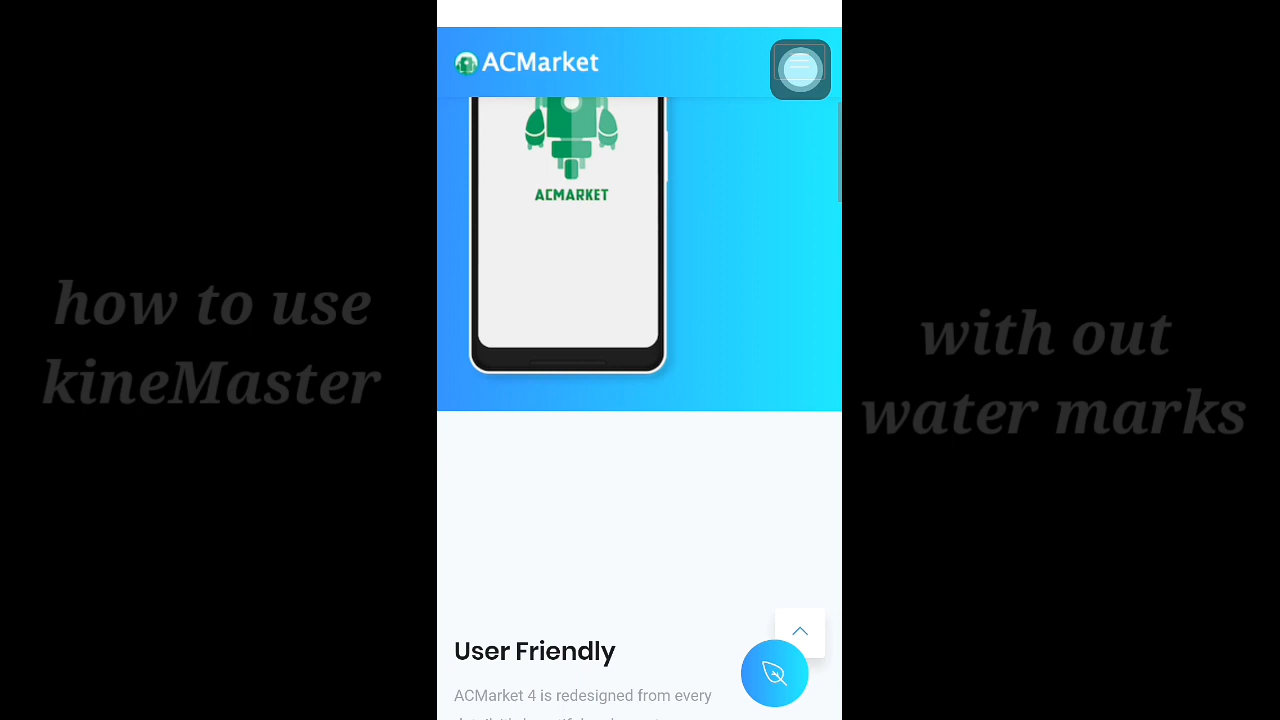 ACMarket
ACMARKET
how to use
kineMaster
with out
water marks
User Friendly
ACMarket 4 is redesigned from every